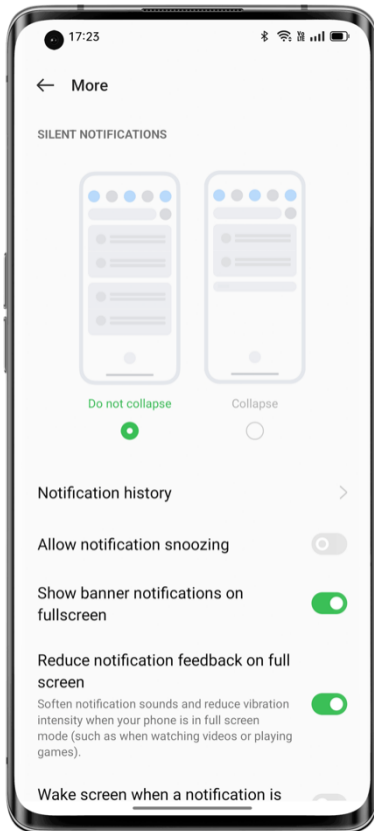 17:23
More
SILENT NOTIFICATIONS
Do not collapse
Collapse
Notification history
Allow notification snoozing
Show banner notifications on
fullscreen
Reduce notification feedback on full
screen
Soften notification sounds and reduce vibration
intensity when your phone is in full screen
mode (such as when watching videos or playing
games).
Wake screen when a notification is